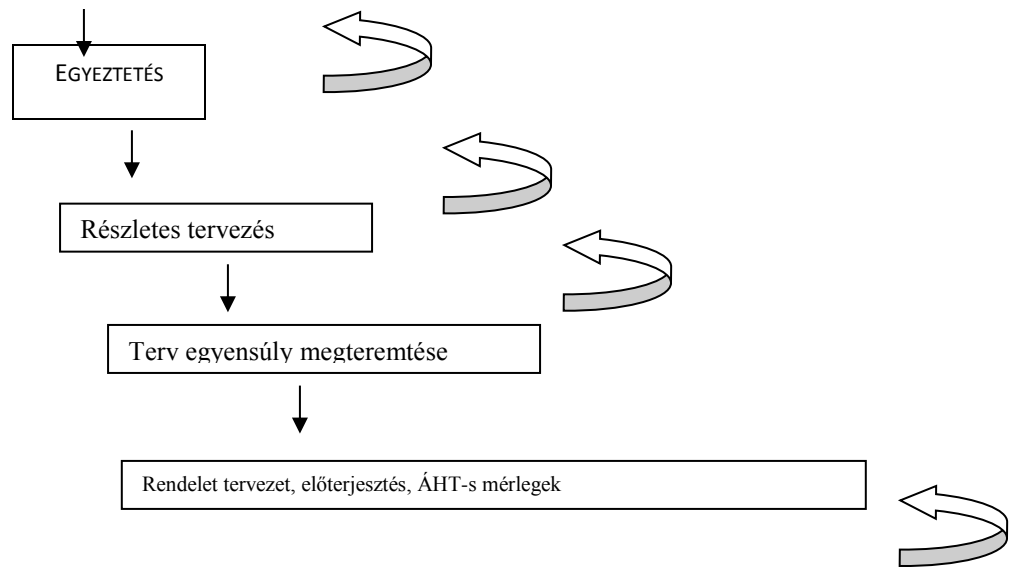 EGYEZTETÉS
Részletes tervezés
Terv egyensúly megteremtése
Rendelet tervezet, előterjesztés, ÁHT-s mérlegek